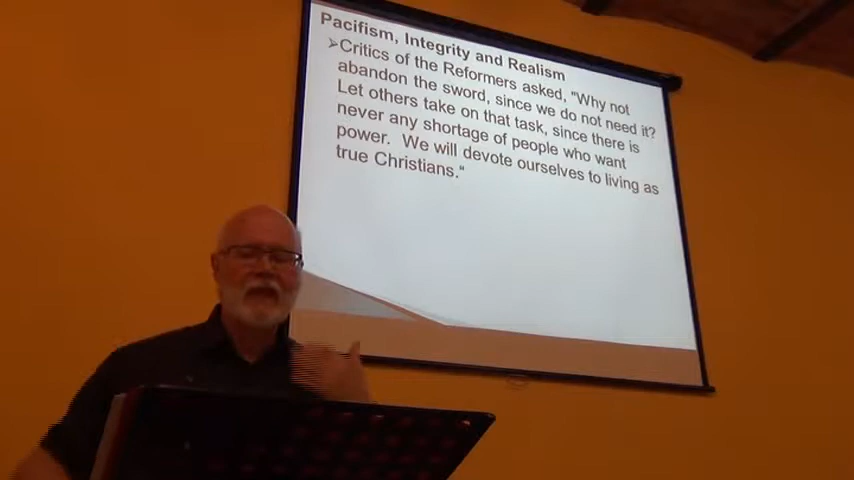 Pacifism, Integrity and Realism
➢Critics of the Reformers asked, "Why not
abandon the sword, since we do not need it?
Let others take on that task, since there is
never any shortage of people who want
power.  We will devote ourselves to living as
true Christians."